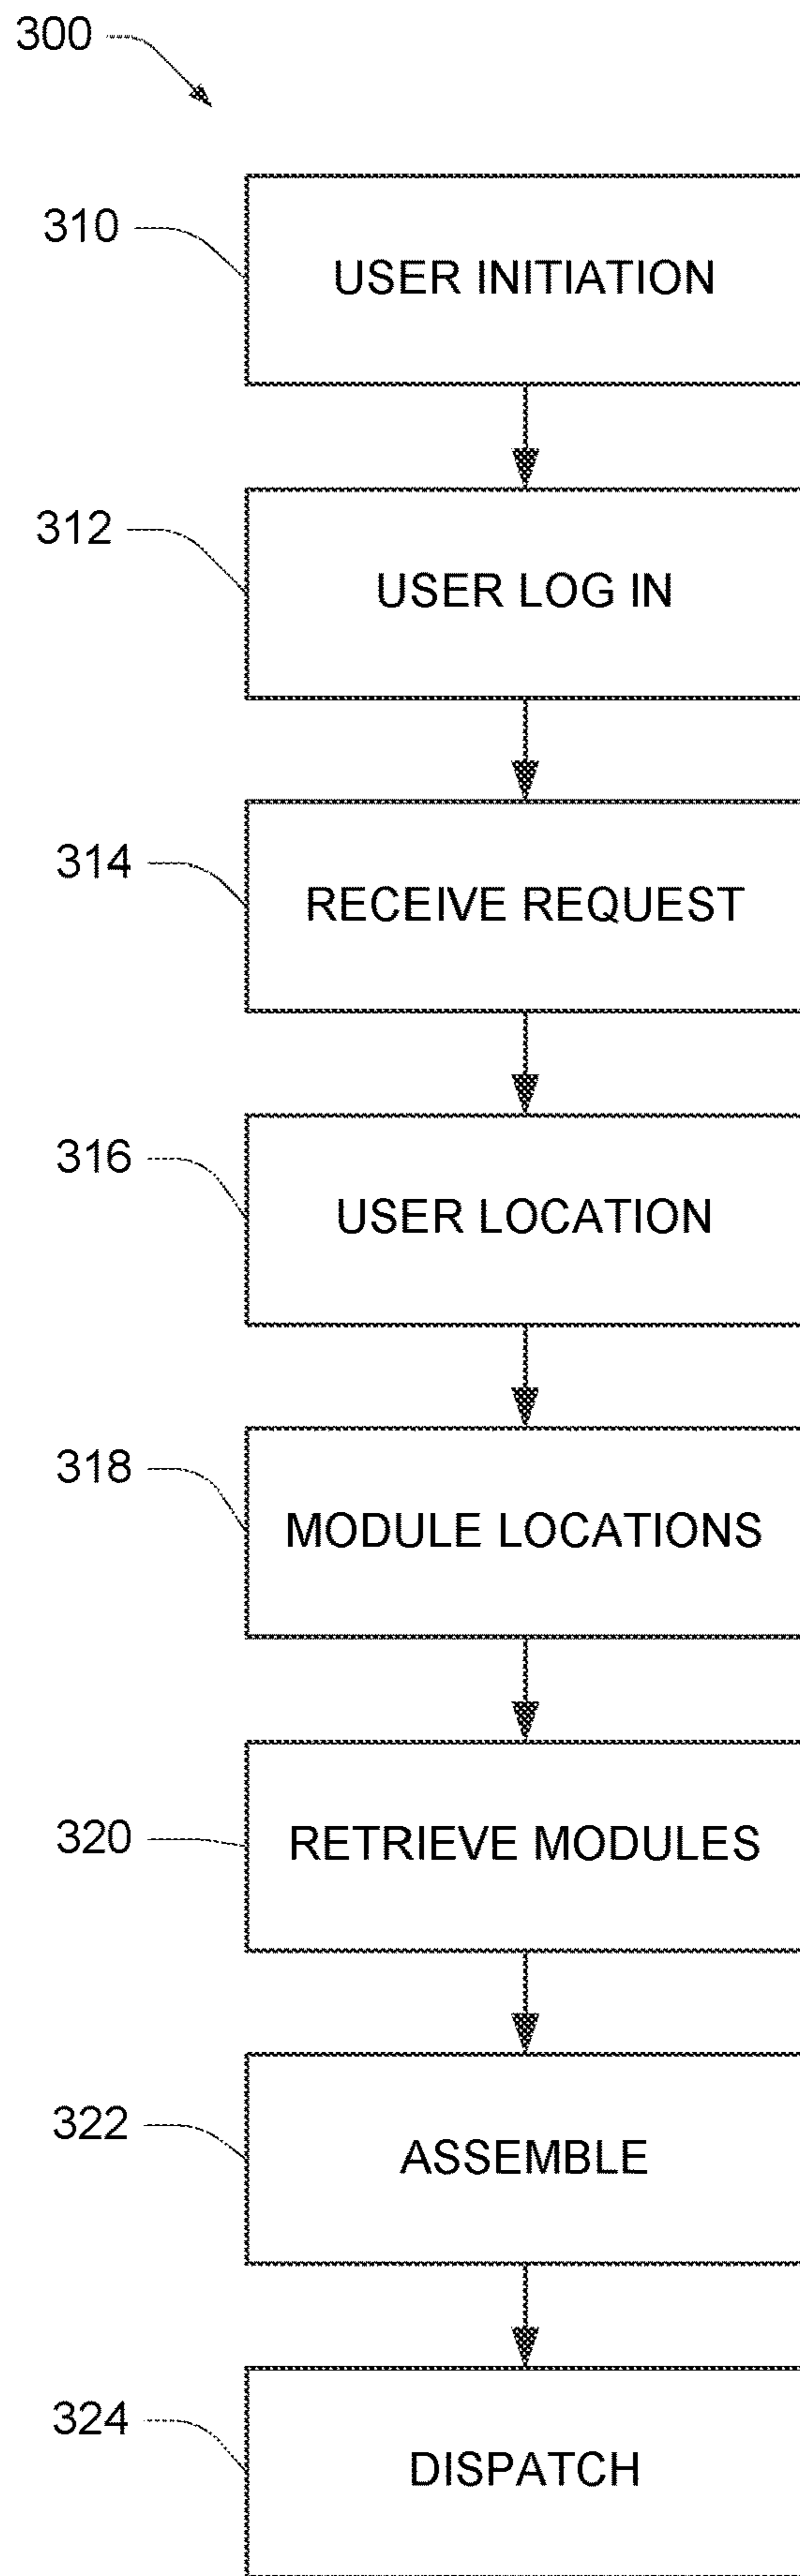 300
310
USER INITIATION
312
USER LOG IN
314
RECEIVE REQUEST
316
USER LOCATION
318
MODULE LOCATIONS
320
RETRIEVE MODULES
322
ASSEMBLE
324
DISPATCH